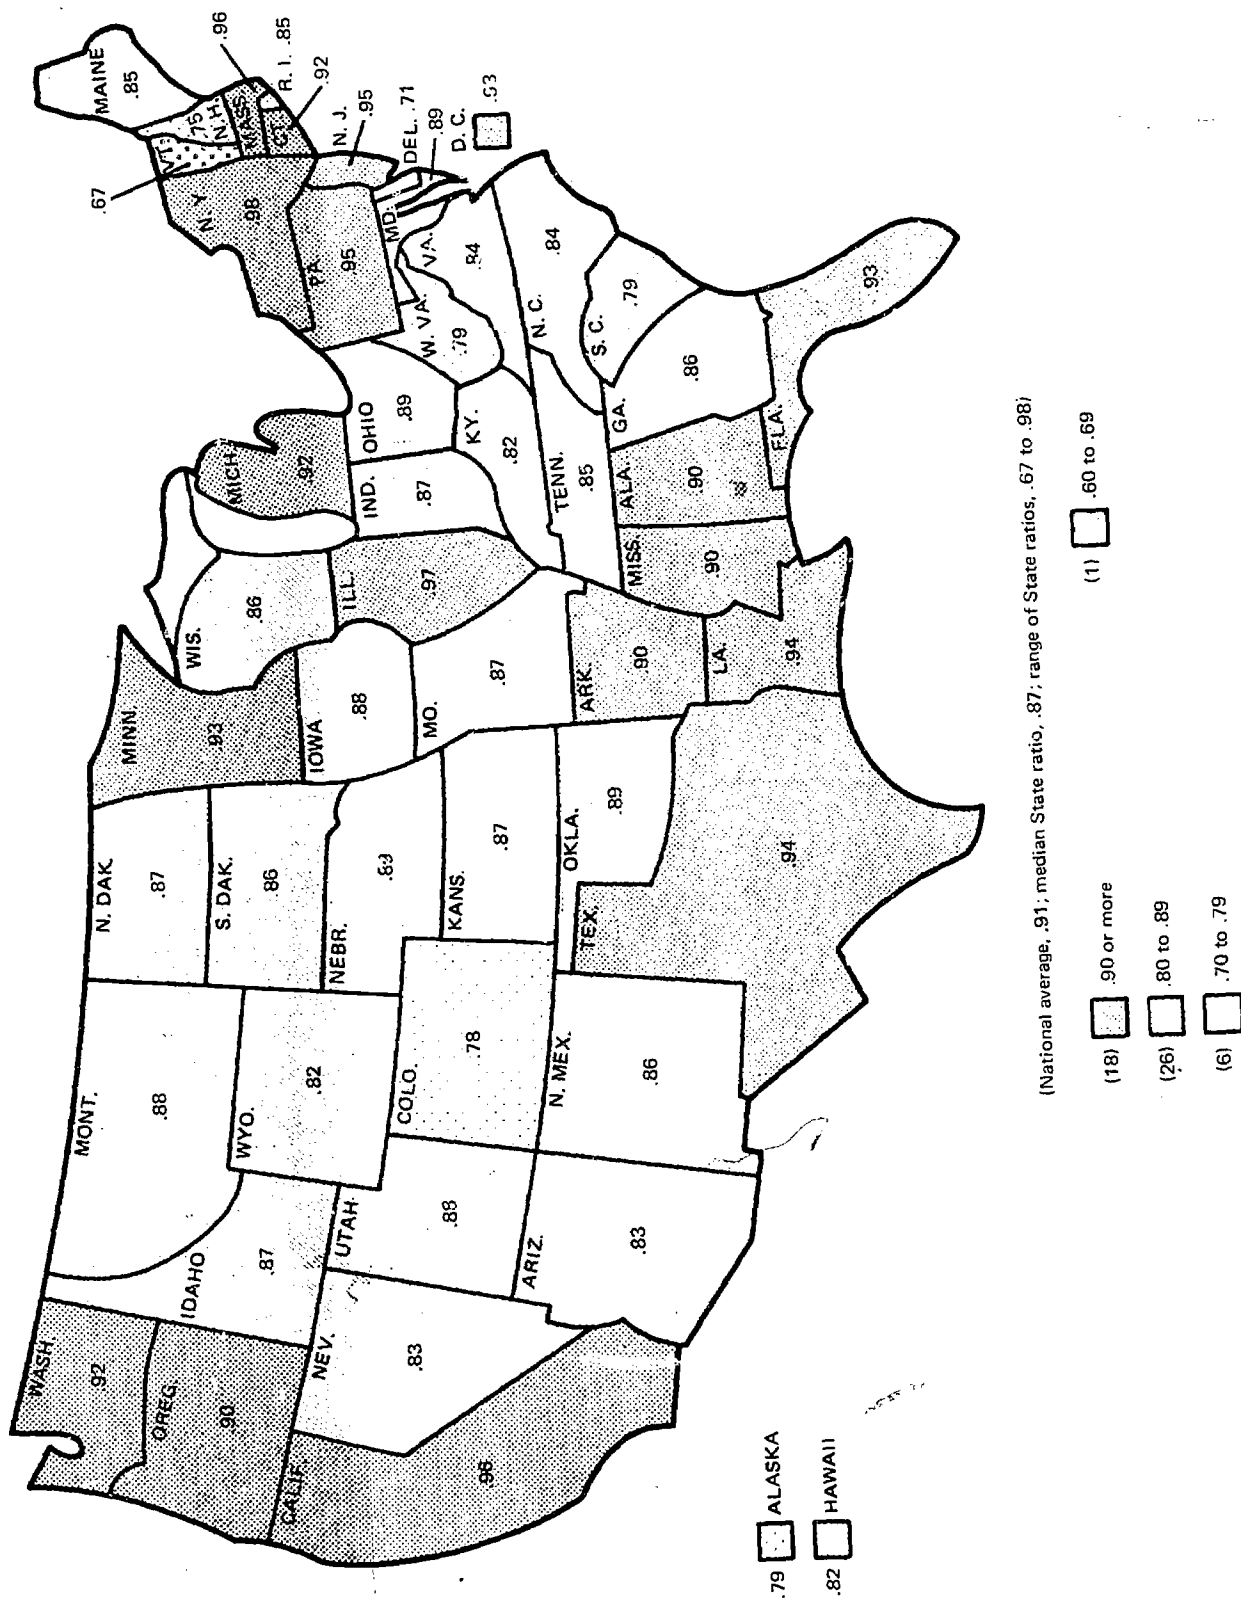 WASH.
.92
OREG.
.90
CALIF.
.96
IDAHO
.87
NEV.
.83
MONT.
.88
WYO.
.82
UTAH
.88
ARIZ.
.83
COLO.
.78
N. MEX.
.86
N. DAK.
.87
S. DAK.
.86
NEBR.
.89
KANS.
.87
OKLA.
.89
TEX.
.94
MINN.
.93
IOWA
.88
MO.
.87
ARK.
.90
LA.
.94
WIS.
.86
ILL.
.97
MICH.
.92
IND.
.87
OHIO
.89
KY.
.82
TENN.
.85
MISS.
.90
ALA.
.90
GA.
.86
FLA.
.93
S. C.
.79
N. C.
.84
VA.
.84
W. VA.
.79
MD.
.89
DEL. .71
D. C.
PA.
.95
N. J.
.95
N Y
.98
CT.
.92
R. I. .85
MASS.
.96
VT.
.67
N. H.
.75
MAINE
.85
.79 ALASKA
.82 HAWAII
(National average, .91; median State ratio, .87; range of State ratios, .67 to .98)
(18) .90 or more
(26) .80 to .89
(6) .70 to .79
(1) .60 to .69